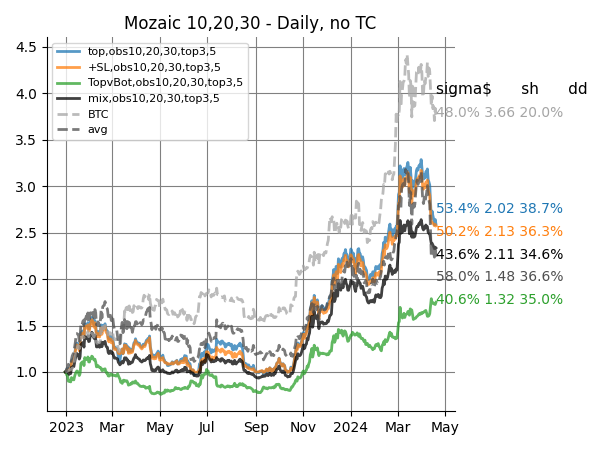 Mozaic 10,20,30 - Daily, no TC
4.5
4.0
3.5
3.0
2.5
2.0
1.5
1.0
top,obs10,20,30,top3,5
+SL,obs10,20,30,top3,5
TopvBot,obs10,20,30,top3,5
mix,obs10,20,30,top3,5
BTC
avg
sigma$ sh dd
48.0% 3.66 20.0%
53.4% 2.02 38.7%
50.2% 2.13 36.3%
43.6% 2.11 34.6%
58.0% 1.48 36.6%
40.6% 1.32 35.0%
2023 Mar May Jul Sep Nov 2024 Mar May